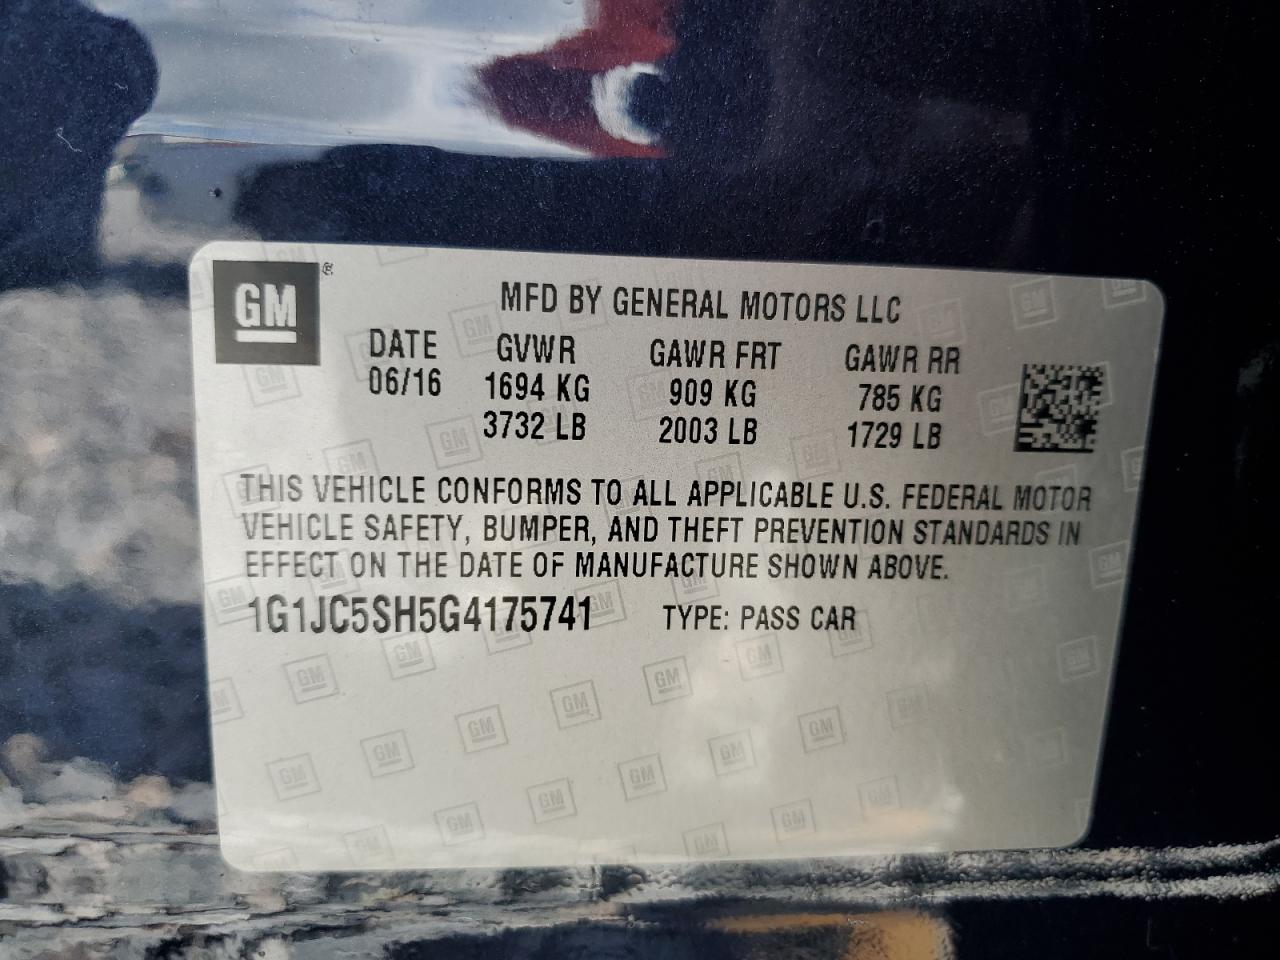 GM ®
MFD BY GENERAL MOTORS LLC
DATE GVWR GAWR FRT GAWR RR
06/16 1694 KG 909 KG 785 KG
3732 LB 2003 LB 1729 LB
THIS VEHICLE CONFORMS TO ALL APPLICABLE U.S. FEDERAL MOTOR
VEHICLE SAFETY, BUMPER, AND THEFT PREVENTION STANDARDS IN
EFFECT ON THE DATE OF MANUFACTURE SHOWN ABOVE.
1G1JC5SH5G4175741 TYPE: PASS CAR